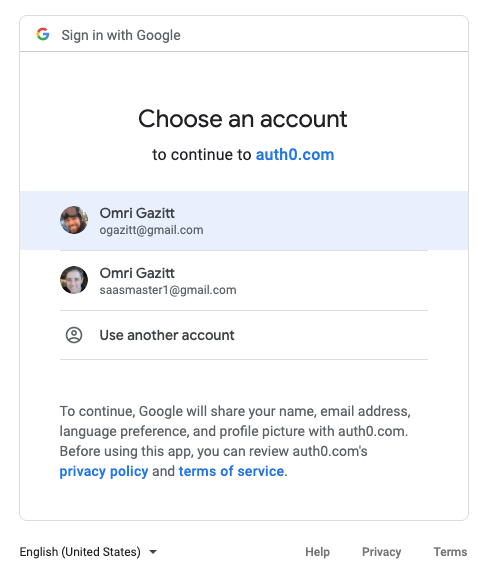 Sign in with Google
Choose an account
to continue to auth0.com
Omri Gazitt
ogazitt@gmail.com
Omri Gazitt
saasmaster1@gmail.com
Use another account
To continue, Google will share your name, email address,
language preference, and profile picture with auth0.com.
Before using this app, you can review auth0.com's
privacy policy and terms of service.
English (United States) Help Privacy Terms